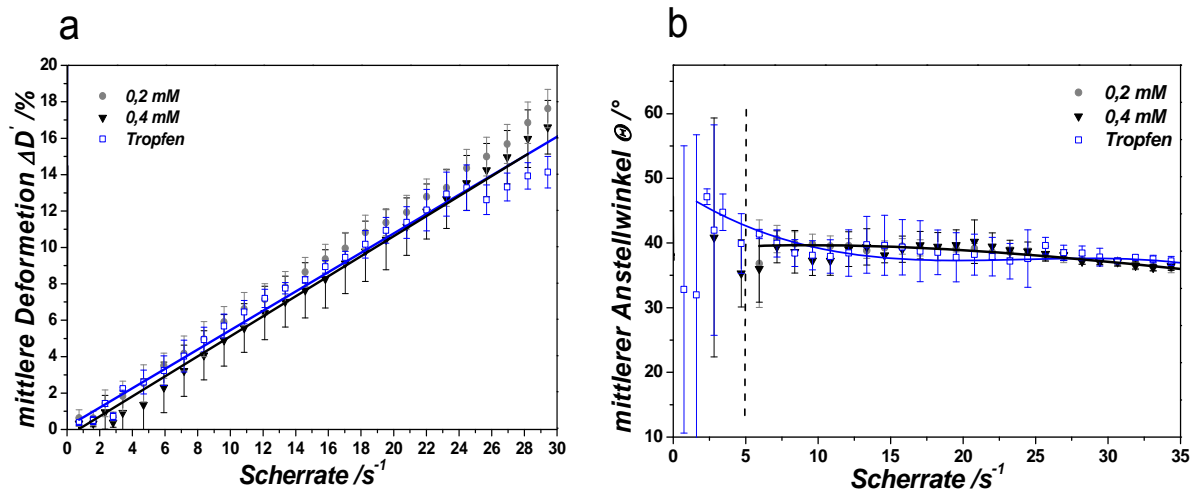 a
mittlere Deformetion ΔD' /%
20
18
16
14
12
10
8
6
4
2
0
0,2 mM
0,4 mM
Tropfen
0 2 4 6 8 10 12 14 16 18 20 22 24 26 28 30
Scherrate /s⁻¹
b
mittlerer Anstellwinkel Θ /°
60
50
40
30
20
10
0,2 mM
0,4 mM
Tropfen
0 5 10 15 20 25 30 35
Scherrate /s⁻¹